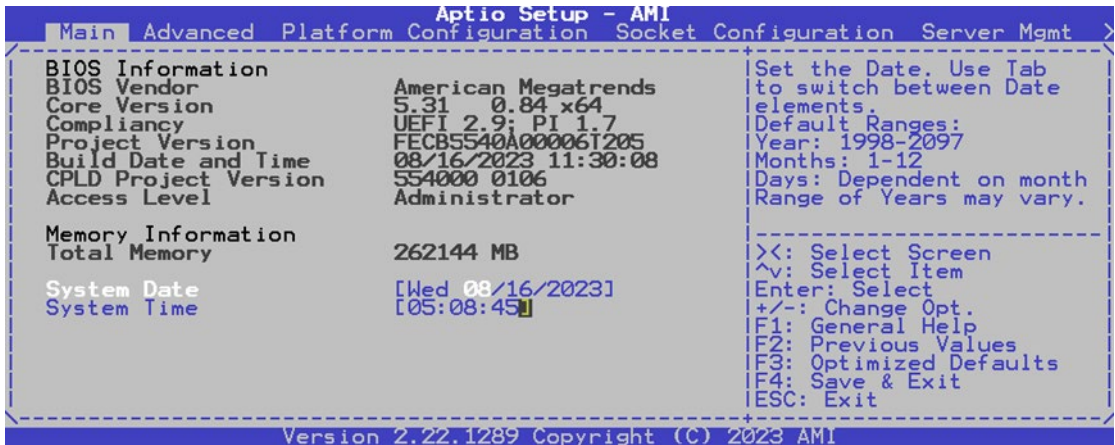 Aptio Setup - AMI
Main Advanced Platform Configuration Socket Configuration Server Mgmt >
BIOS Information
BIOS Vendor American Megatrends
Core Version 5.31 0.84 x64
Compliancy UEFI 2.9; PI 1.7
Project Version FECB5540A00006T205
Build Date and Time 08/16/2023 11:30:08
CPLD Project Version 554000 0106
Access Level Administrator
Memory Information
Total Memory 262144 MB
System Date [Wed 08/16/2023]
System Time [05:08:45]
Set the Date. Use Tab
to switch between Date
elements.
Default Ranges:
Year: 1998-2097
Months: 1-12
Days: Dependent on month
Range of Years may vary.
><: Select Screen
^v: Select Item
Enter: Select
+/-: Change Opt.
F1: General Help
F2: Previous Values
F3: Optimized Defaults
F4: Save & Exit
ESC: Exit
Version 2.22.1289 Copyright (C) 2023 AMI